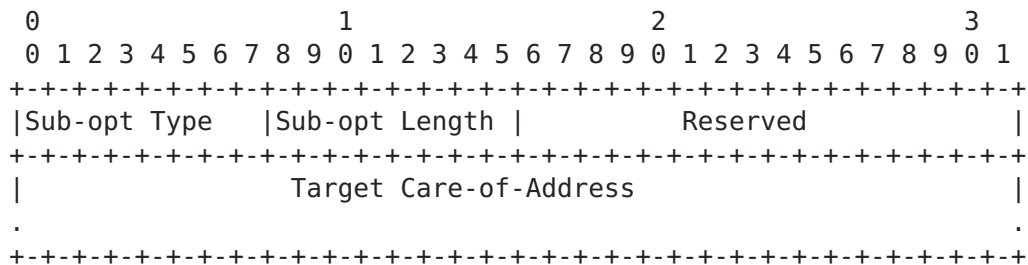 0                   1                   2                   3
 0 1 2 3 4 5 6 7 8 9 0 1 2 3 4 5 6 7 8 9 0 1 2 3 4 5 6 7 8 9 0 1
+-+-+-+-+-+-+-+-+-+-+-+-+-+-+-+-+-+-+-+-+-+-+-+-+-+-+-+-+-+-+-+-+
|Sub-opt Type   |Sub-opt Length |          Reserved             |
+-+-+-+-+-+-+-+-+-+-+-+-+-+-+-+-+-+-+-+-+-+-+-+-+-+-+-+-+-+-+-+-+
|                 Target Care-of-Address                        |
.                                                               .
+-+-+-+-+-+-+-+-+-+-+-+-+-+-+-+-+-+-+-+-+-+-+-+-+-+-+-+-+-+-+-+-+